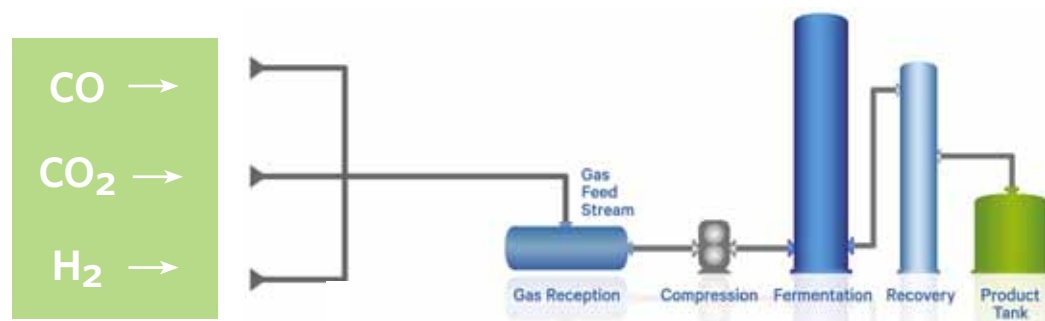 CO
CO₂
H₂
Gas
Feed
Stream
Gas Reception
Compression
Fermentation
Recovery
Product
Tank